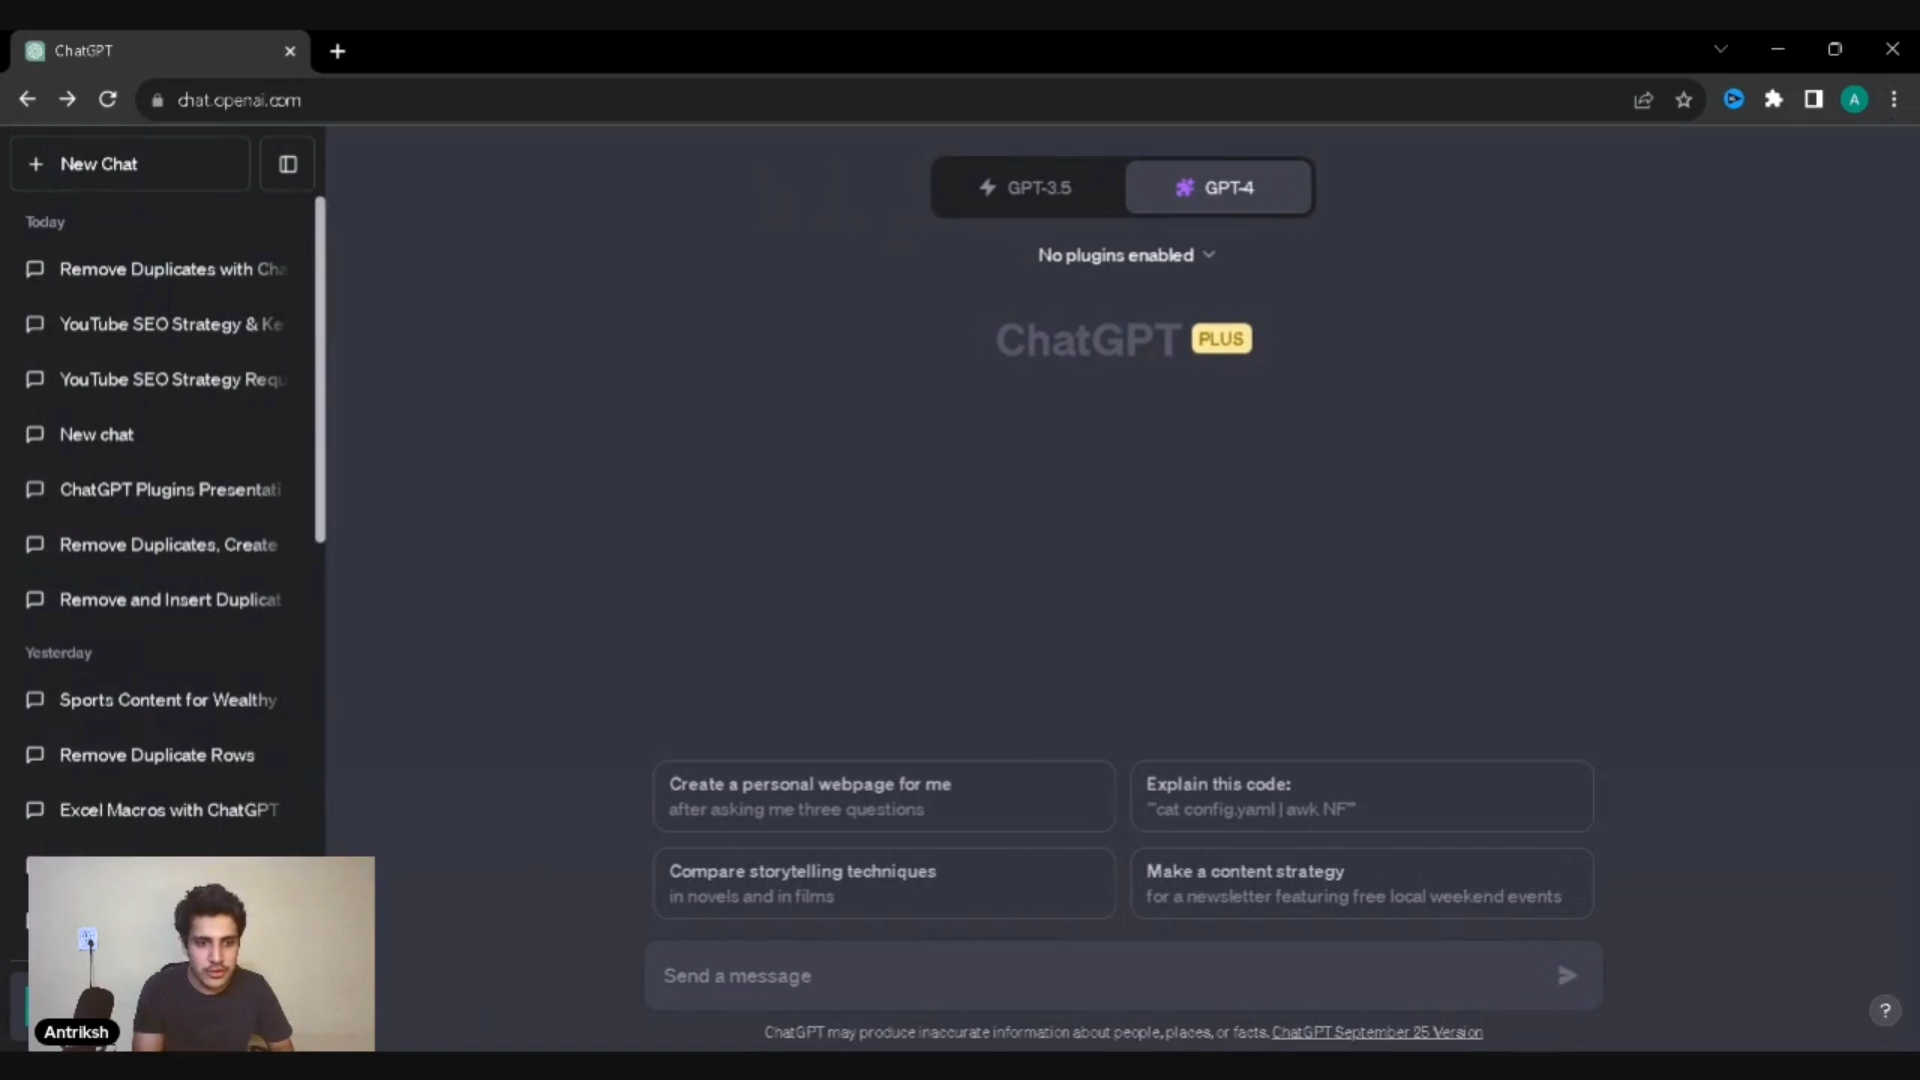 ChatGPT
chat.openai.com
A
New Chat
GPT-3.5
GPT-4
Today
No plugins enabled
Remove Duplicates with Cha
ChatGPT PLUS
YouTube SEO Strategy & Ke
YouTube SEO Strategy Requ
New chat
ChatGPT Plugins Presentati
Remove Duplicates, Create
Remove and Insert Duplicat
Yesterday
Sports Content for Wealthy
Remove Duplicate Rows
Excel Macros with ChatGPT
Create a personal webpage for me
after asking me three questions
Explain this code:
"cat config.yaml | awk NF"
Compare storytelling techniques
in novels and in films
Make a content strategy
for a newsletter featuring free local weekend events
Send a message
?
Antriksh
ChatGPT may produce inaccurate information about people, places, or facts. ChatGPT September 25 Version